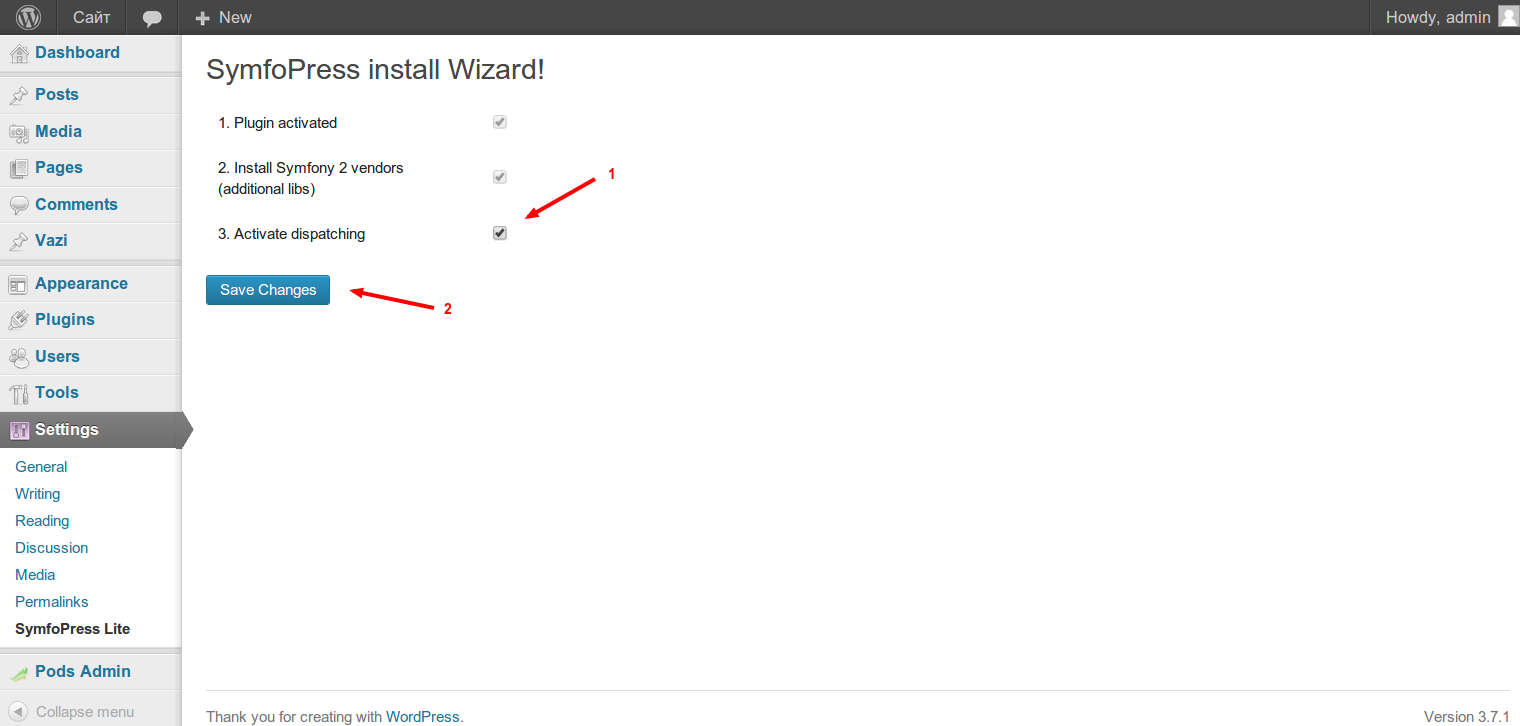 Сайт
New
Howdy, admin
Dashboard
Posts
Media
Pages
Comments
Vazi
Appearance
Plugins
Users
Tools
Settings
General
Writing
Reading
Discussion
Media
Permalinks
SymfoPress Lite
Pods Admin
Collapse menu
SymfoPress install Wizard!
1. Plugin activated
2. Install Symfony 2 vendors
(additional libs)
1
3. Activate dispatching
Save Changes
2
Thank you for creating with WordPress.
Version 3.7.1